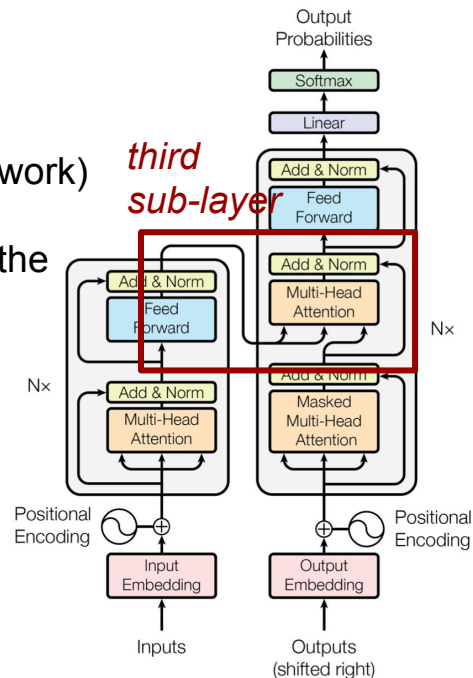 Output
Probabilities
Softmax
Linear
Add & Norm
Feed
Forward
work)
third
sub-layer
the
Add & Norm
Multi-Head
Attention
Add & Norm
Feed
Forward
Nx
Nx
Add & Norm
Masked
Multi-Head
Attention
Add & Norm
Multi-Head
Attention
Positional
Encoding
Positional
Encoding
Input
Embedding
Output
Embedding
Inputs
Outputs
(shifted right)